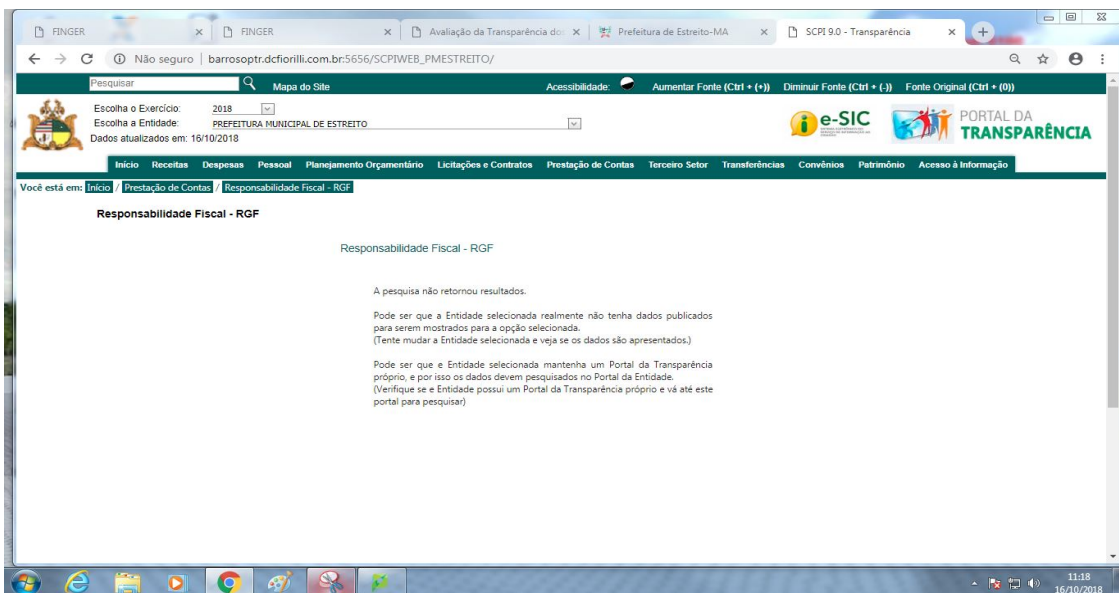 FINGER
FINGER
Avaliação da Transparência do
Prefeitura de Estreito-MA
SCPI 9.0 - Transparência
Não seguro | barrosoptr.dcfiorilli.com.br:5656/SCPIWEB_PMESTREITO/
Pesquisar Mapa do Site Acessibilidade: Aumentar Fonte (Ctrl + (+)) Diminuir Fonte (Ctrl + (-)) Fonte Original (Ctrl + (0))
Escolha o Exercício: 2018
Escolha a Entidade: PREFEITURA MUNICIPAL DE ESTREITO
Dados atualizados em: 16/10/2018
e-SIC
PORTAL DA
TRANSPARÊNCIA
Início Receitas Despesas Pessoal Planejamento Orçamentário Licitações e Contratos Prestação de Contas Terceiro Setor Transferências Convênios Patrimônio Acesso à Informação
Você está em: Início / Prestação de Contas / Responsabilidade Fiscal - RGF
Responsabilidade Fiscal - RGF
Responsabilidade Fiscal - RGF
A pesquisa não retornou resultados.
Pode ser que a Entidade selecionada realmente não tenha dados publicados
para serem mostrados para a opção selecionada.
(Tente mudar a Entidade selecionada e veja se os dados são apresentados.)
Pode ser que e Entidade selecionada mantenha um Portal da Transparência
próprio, e por isso os dados devem pesquisados no Portal da Entidade.
(Verifique se e Entidade possui um Portal da Transparência próprio e vá até este
portal para pesquisar)
11:18
16/10/2018